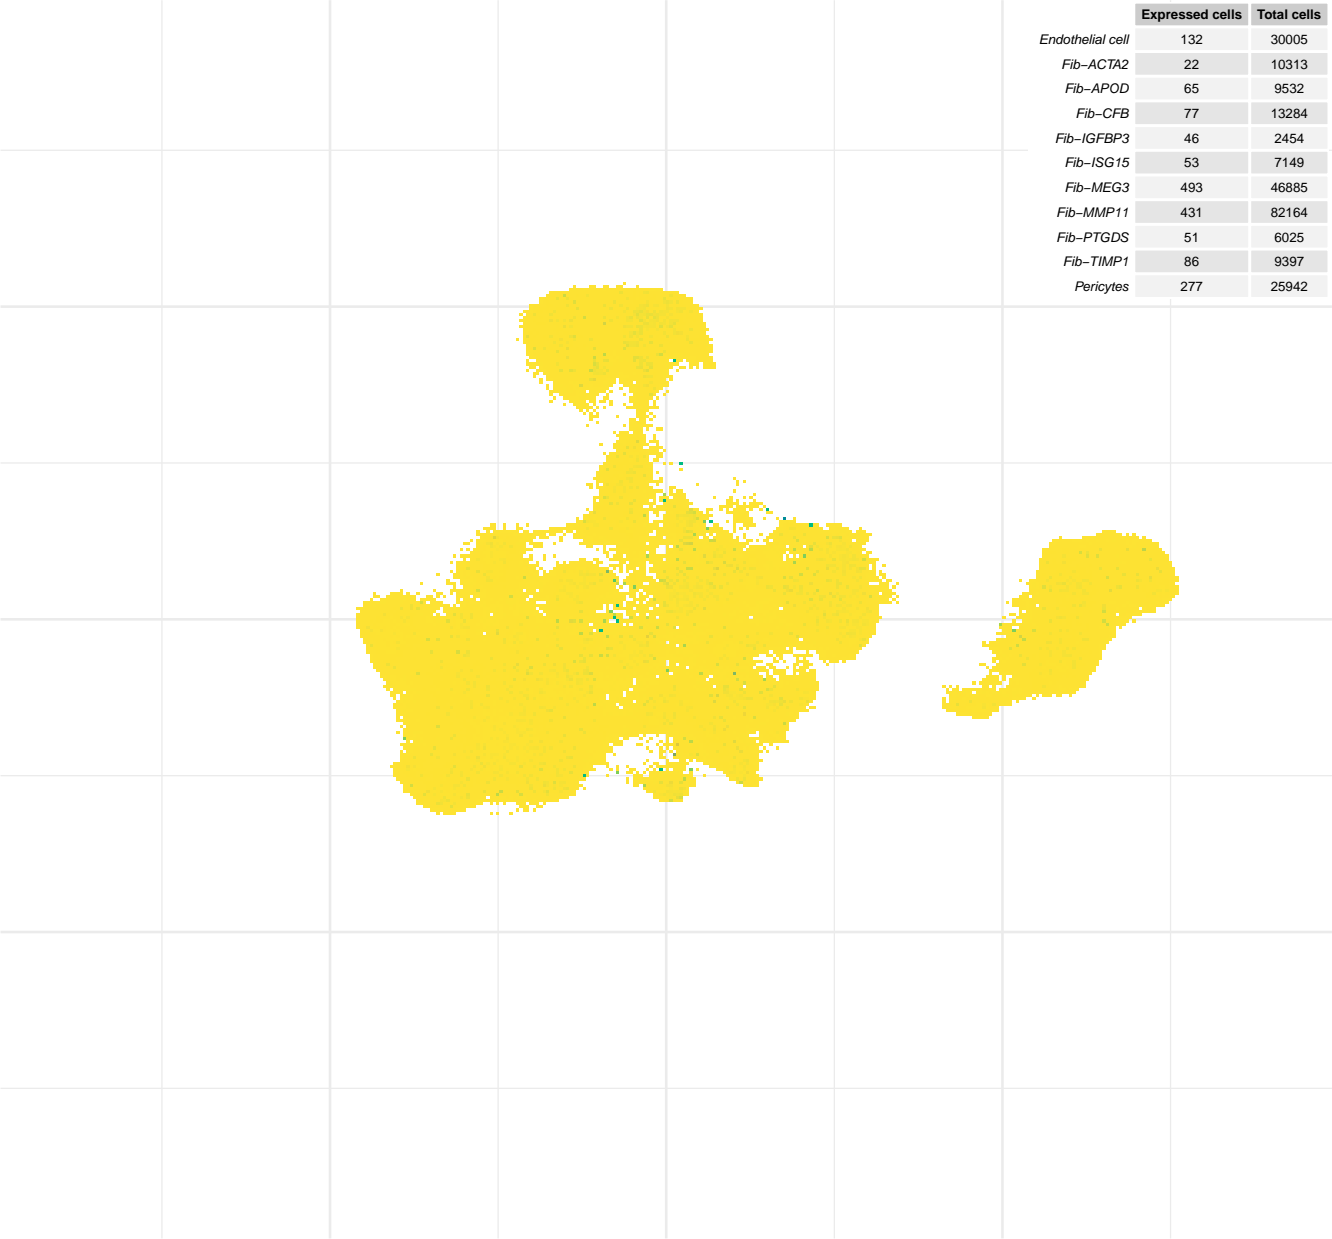 Expressed cells Total cells
Endothelial cell 132 30005
Fib−ACTA2 22 10313
Fib−APOD 65 9532
Fib−CFB 77 13284
Fib−IGFBP3 46 2454
Fib−ISG15 53 7149
Fib−MEG3 493 46885
Fib−MMP11 431 82164
Fib−PTGDS 51 6025
Fib−TIMP1 86 9397
Pericytes 277 25942